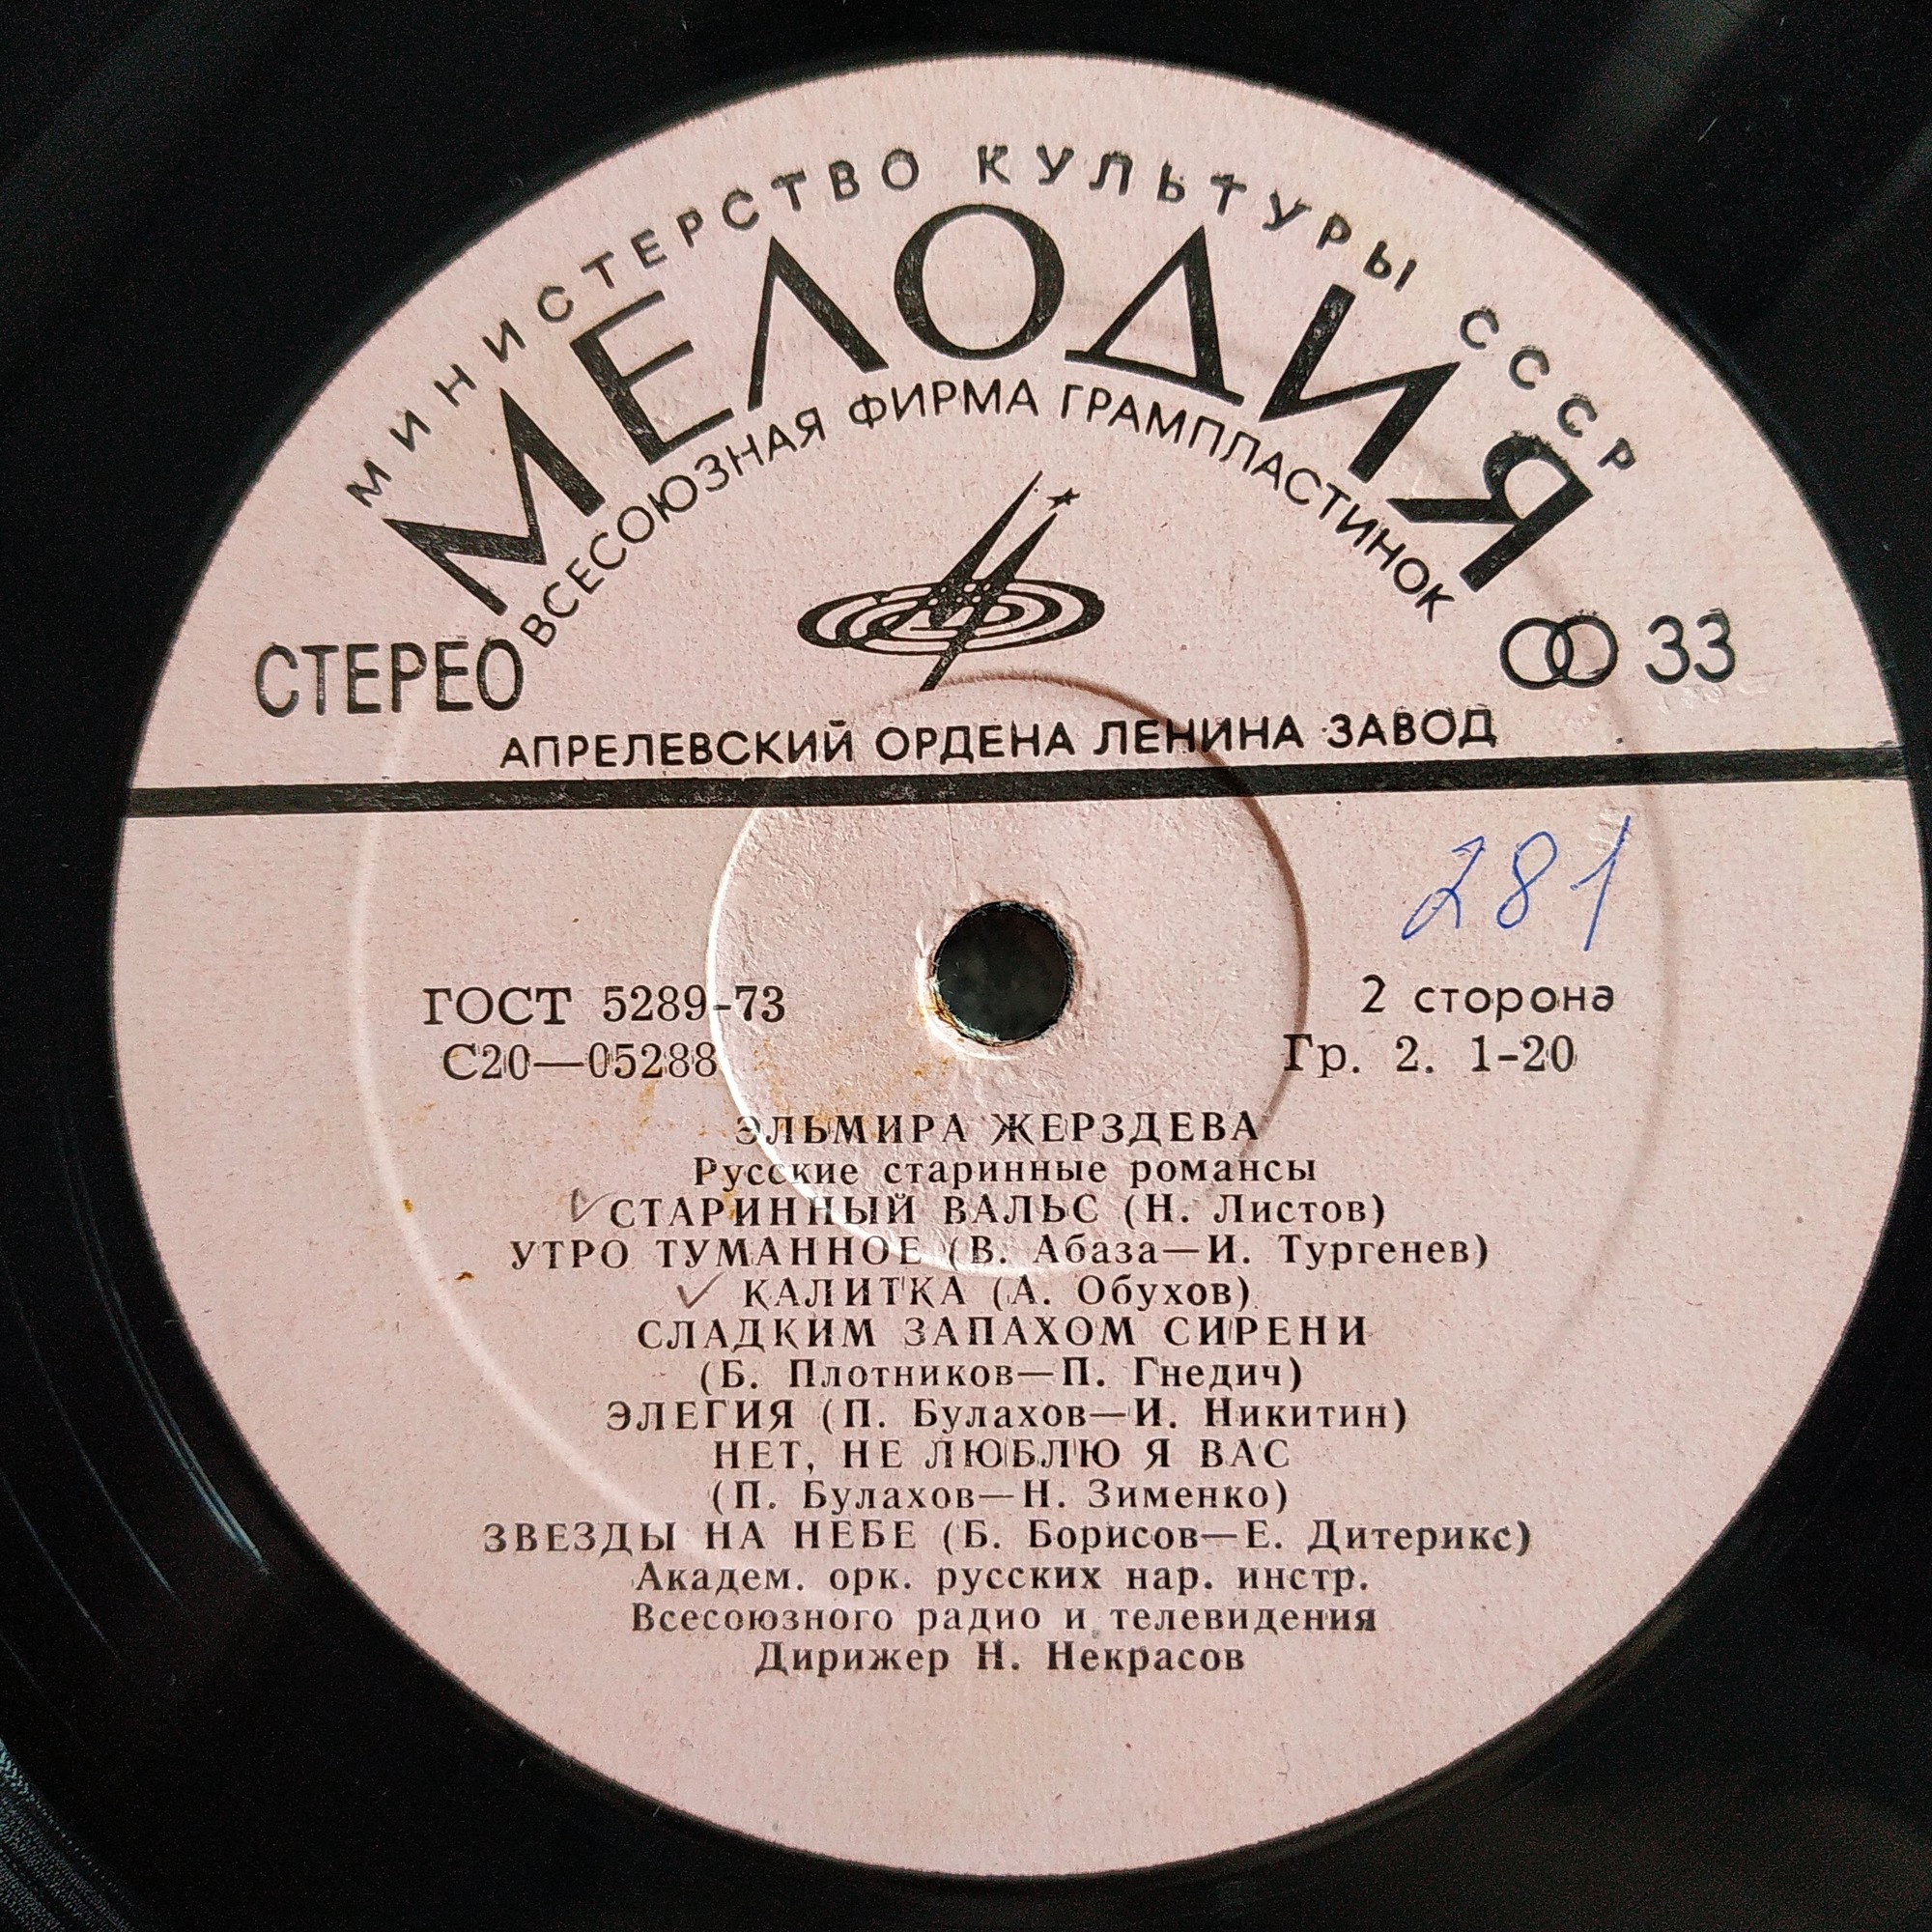 МИНИСТЕРСТВО КУЛЬТУРЫ СССР
МЕЛОДИЯ
ВСЕСОЮЗНАЯ ФИРМА ГРАМПЛАСТИНОК
СТЕРЕО 33
АПРЕЛЕВСКИЙ ОРДЕНА ЛЕНИНА ЗАВОД
281
ГОСТ 5289-73 2 сторона
С20—05288 Гр. 2. 1-20
ЭЛЬМИРА ЖЕРЗДЕВА
Русские старинные романсы
СТАРИННЫЙ ВАЛЬС (Н. Листов)
УТРО ТУМАННОЕ (В. Абаза—И. Тургенев)
КАЛИТКА (А. Обухов)
СЛАДКИМ ЗАПАХОМ СИРЕНИ
(Б. Плотников—П. Гнедич)
ЭЛЕГИЯ (П. Булахов—И. Никитин)
НЕТ, НЕ ЛЮБЛЮ Я ВАС
(П. Булахов—Н. Зименко)
ЗВЕЗДЫ НА НЕБЕ (Б. Борисов—Е. Дитерикс)
Академ. орк. русских нар. инстр.
Всесоюзного радио и телевидения
Дирижер Н. Некрасов